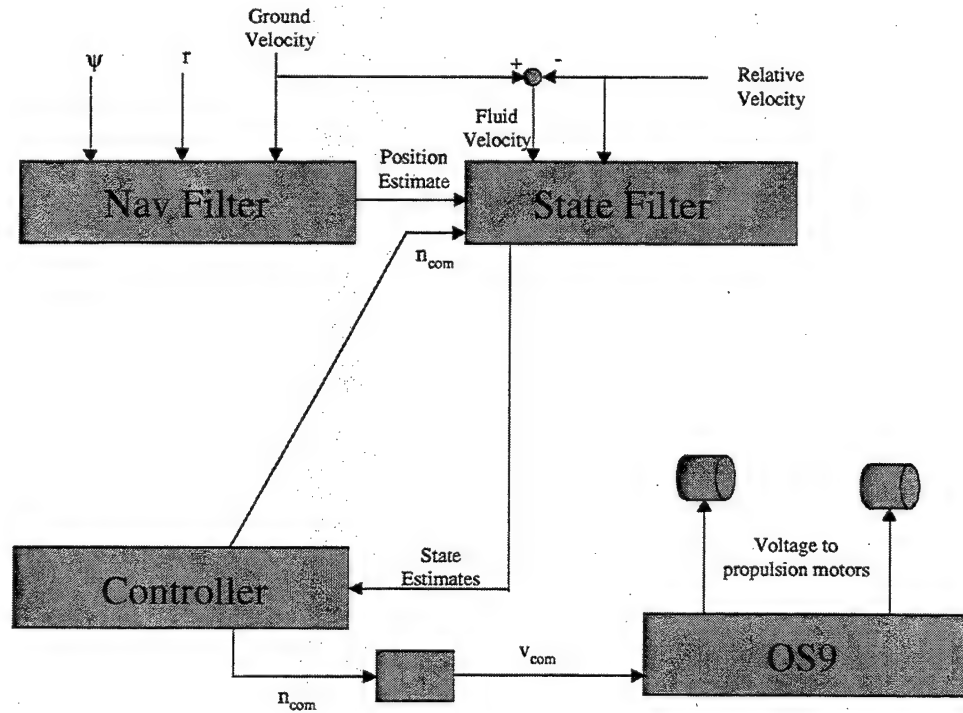 Ground
Velocity
ψ
r
+
-
Relative
Velocity
Fluid
Velocity
Position
Estimate
Nav Filter
State Filter
n_com
State
Estimates
Controller
Voltage to
propulsion motors
n_com
v_com
OS9